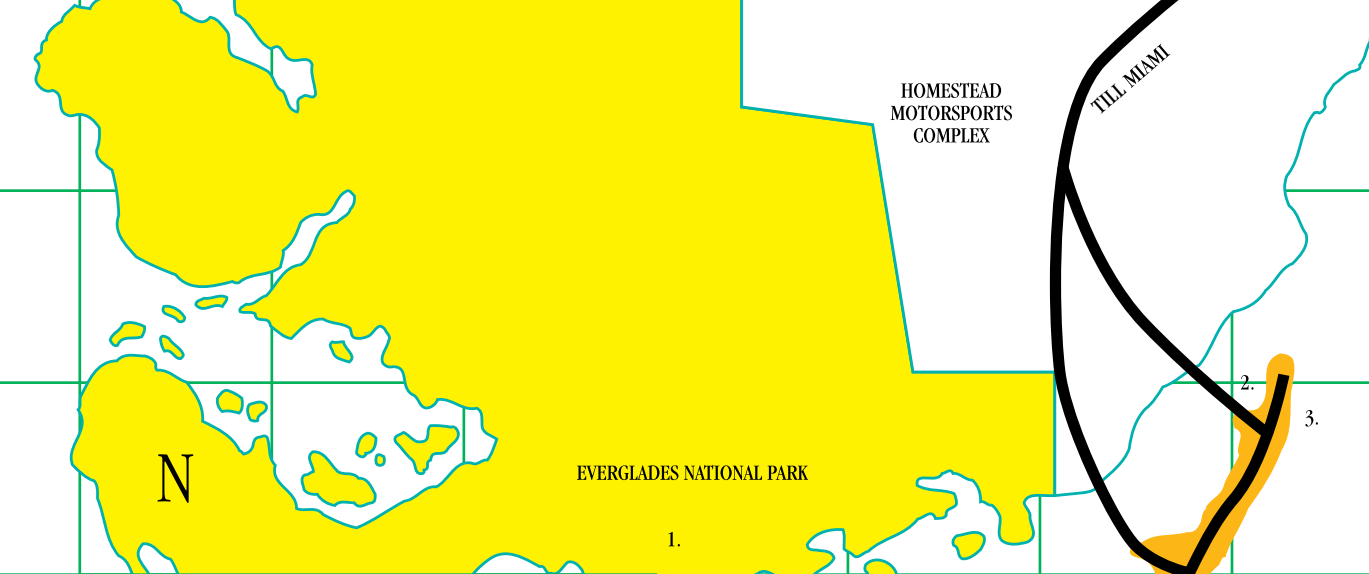 TILL MIAMI
HOMESTEAD
MOTORSPORTS
COMPLEX
2.
3.
N
EVERGLADES NATIONAL PARK
1.